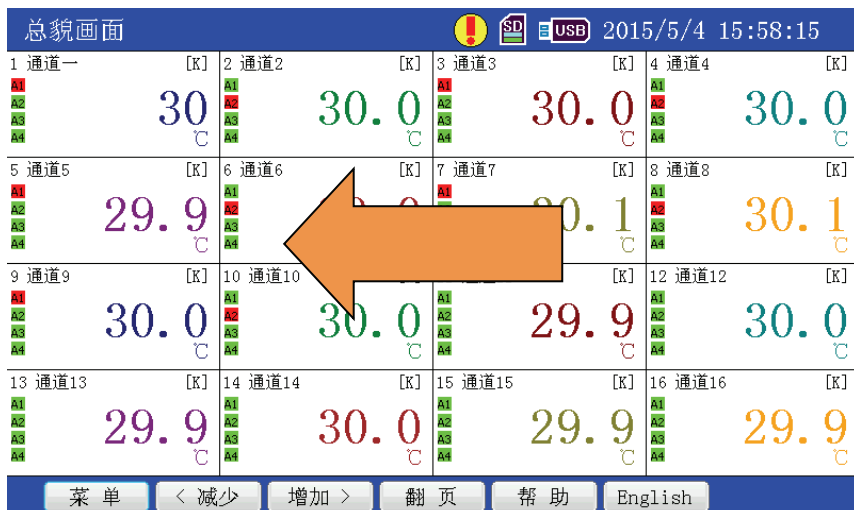 总貌画面 ! SD USB 2015/5/4 15:58:15
1 通道一 [K] 2 通道2 [K] 3 通道3 [K] 4 通道4 [K]
A1 A1 A1 A1
A2 30 A2 30.0 A2 30.0 A2 30.0
A3 A3 A3 A3
A4 ℃ A4 ℃ A4 ℃ A4 ℃
5 通道5 [K] 6 通道6 [K] 7 通道7 [K] 8 通道8 [K]
A1 A1 A1 A1
A2 29.9 A2 A2 30.1
A3 A3 A3
A4 ℃ A4 ℃ A4 ℃
9 通道9 [K] 10 通道10 [K] 12 通道12 [K]
A1 A1 A1 A1
A2 30.0 A2 30.0 A2 29.9 A2 30.0
A3 A3 A3 A3
A4 ℃ A4 ℃ A4 ℃ A4 ℃
13 通道13 [K] 14 通道14 [K] 15 通道15 [K] 16 通道16 [K]
A1 A1 A1 A1
A2 29.9 A2 30.0 A2 29.9 A2 29.9
A3 A3 A3 A3
A4 ℃ A4 ℃ A4 ℃ A4 ℃
菜 单 < 减少 增加 > 翻 页 帮 助 English